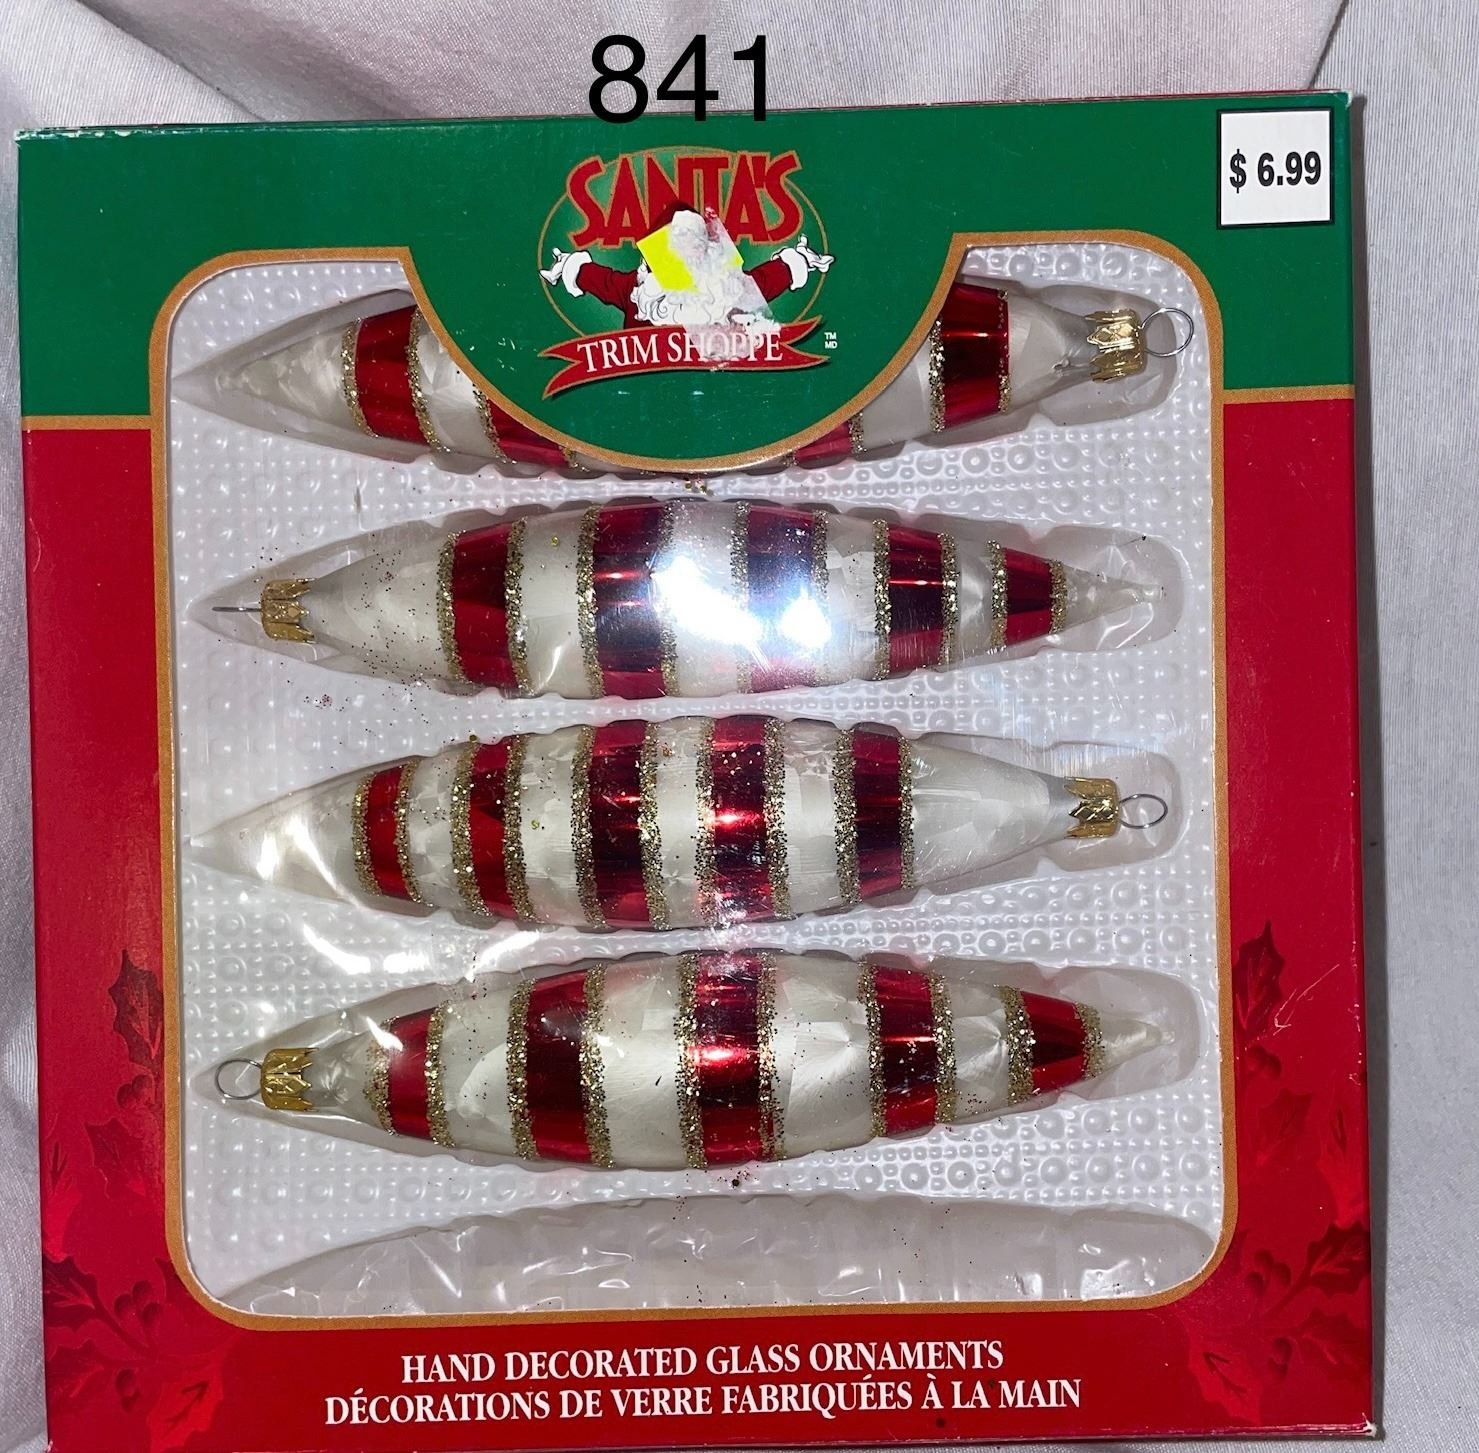 841
$ 6.99
SANTA'S
TRIM SHOPPE
TM
MD
HAND DECORATED GLASS ORNAMENTS
DÉCORATIONS DE VERRE FABRIQUÉES À LA MAIN